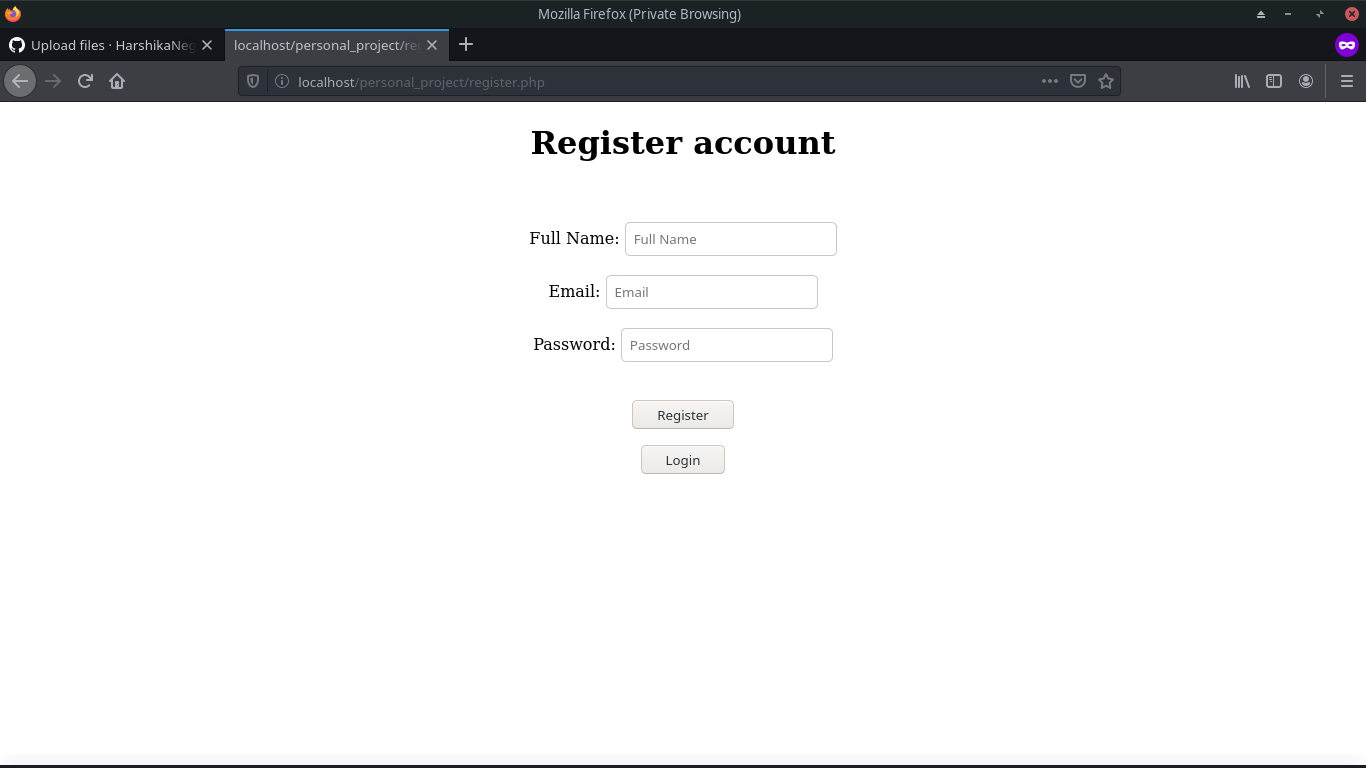 Mozilla Firefox (Private Browsing)
Upload files · HarshikaNeg
localhost/personal_project/re
localhost/personal_project/register.php
Register account
Full Name: Full Name
Email: Email
Password: Password
Register
Login